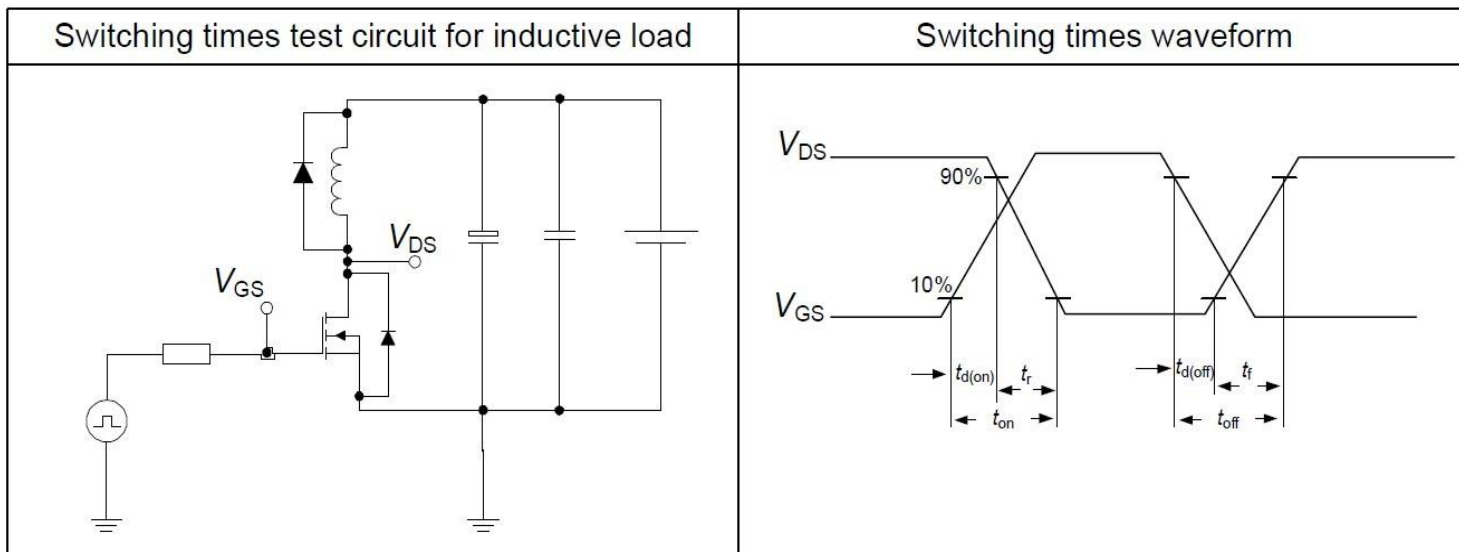 Switching times test circuit for inductive load
Switching times waveform
VDS
VGS
VDS
90%
10%
VGS
td(on)
tr
td(off)
tf
ton
toff